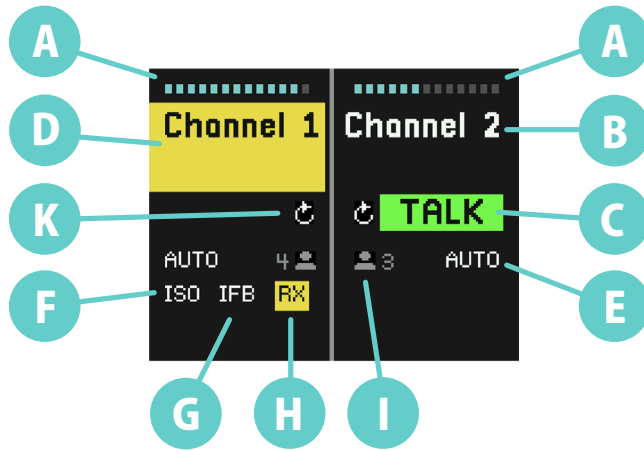 A
A
D
Channel 1
Channel 2
B
K
TALK
C
AUTO
4
3
AUTO
F
ISO IFB RX
E
G
H
I